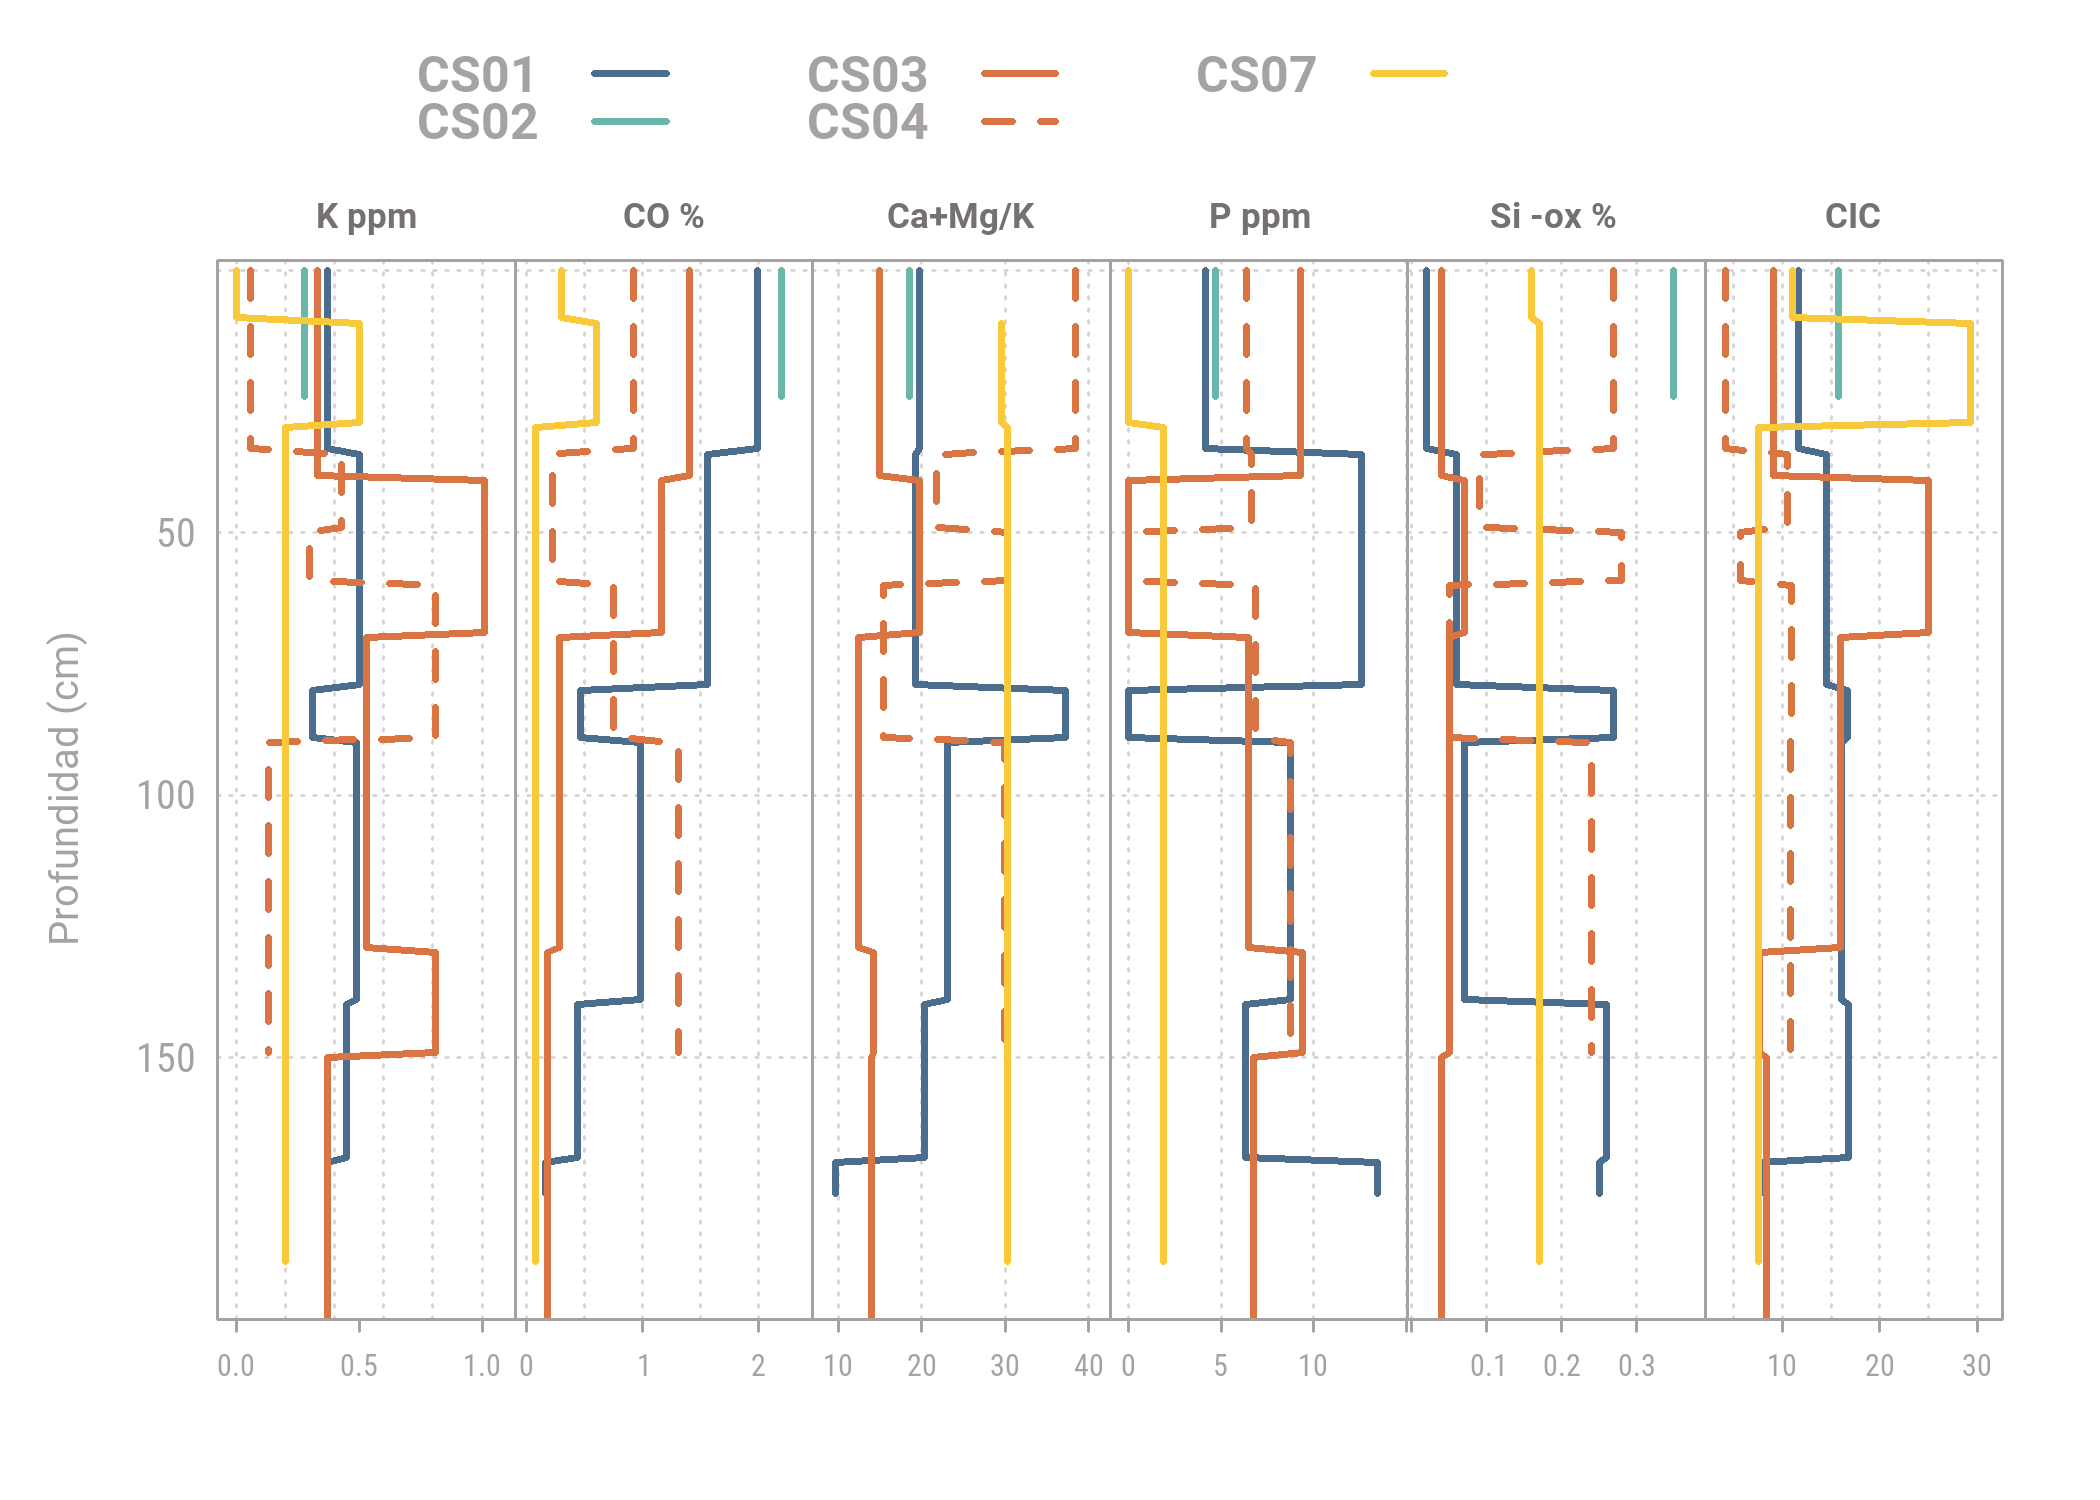 CS01 CS03 CS07
CS02 CS04
K ppm CO % Ca+Mg/K P ppm Si -ox % CIC
Profundidad (cm)
50
100
150
0.0 0.5 1.0 0 1 2 10 20 30 40 0 5 10 0.1 0.2 0.3 10 20 30